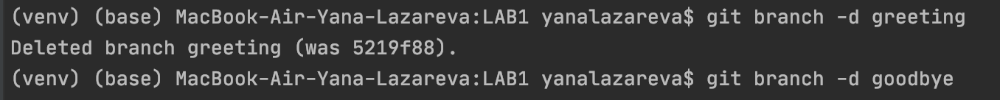 (venv) (base) MacBook-Air-Yana-Lazareva:LAB1 yanalazareva$ git branch -d greeting
Deleted branch greeting (was 5219f88).
(venv) (base) MacBook-Air-Yana-Lazareva:LAB1 yanalazareva$ git branch -d goodbye